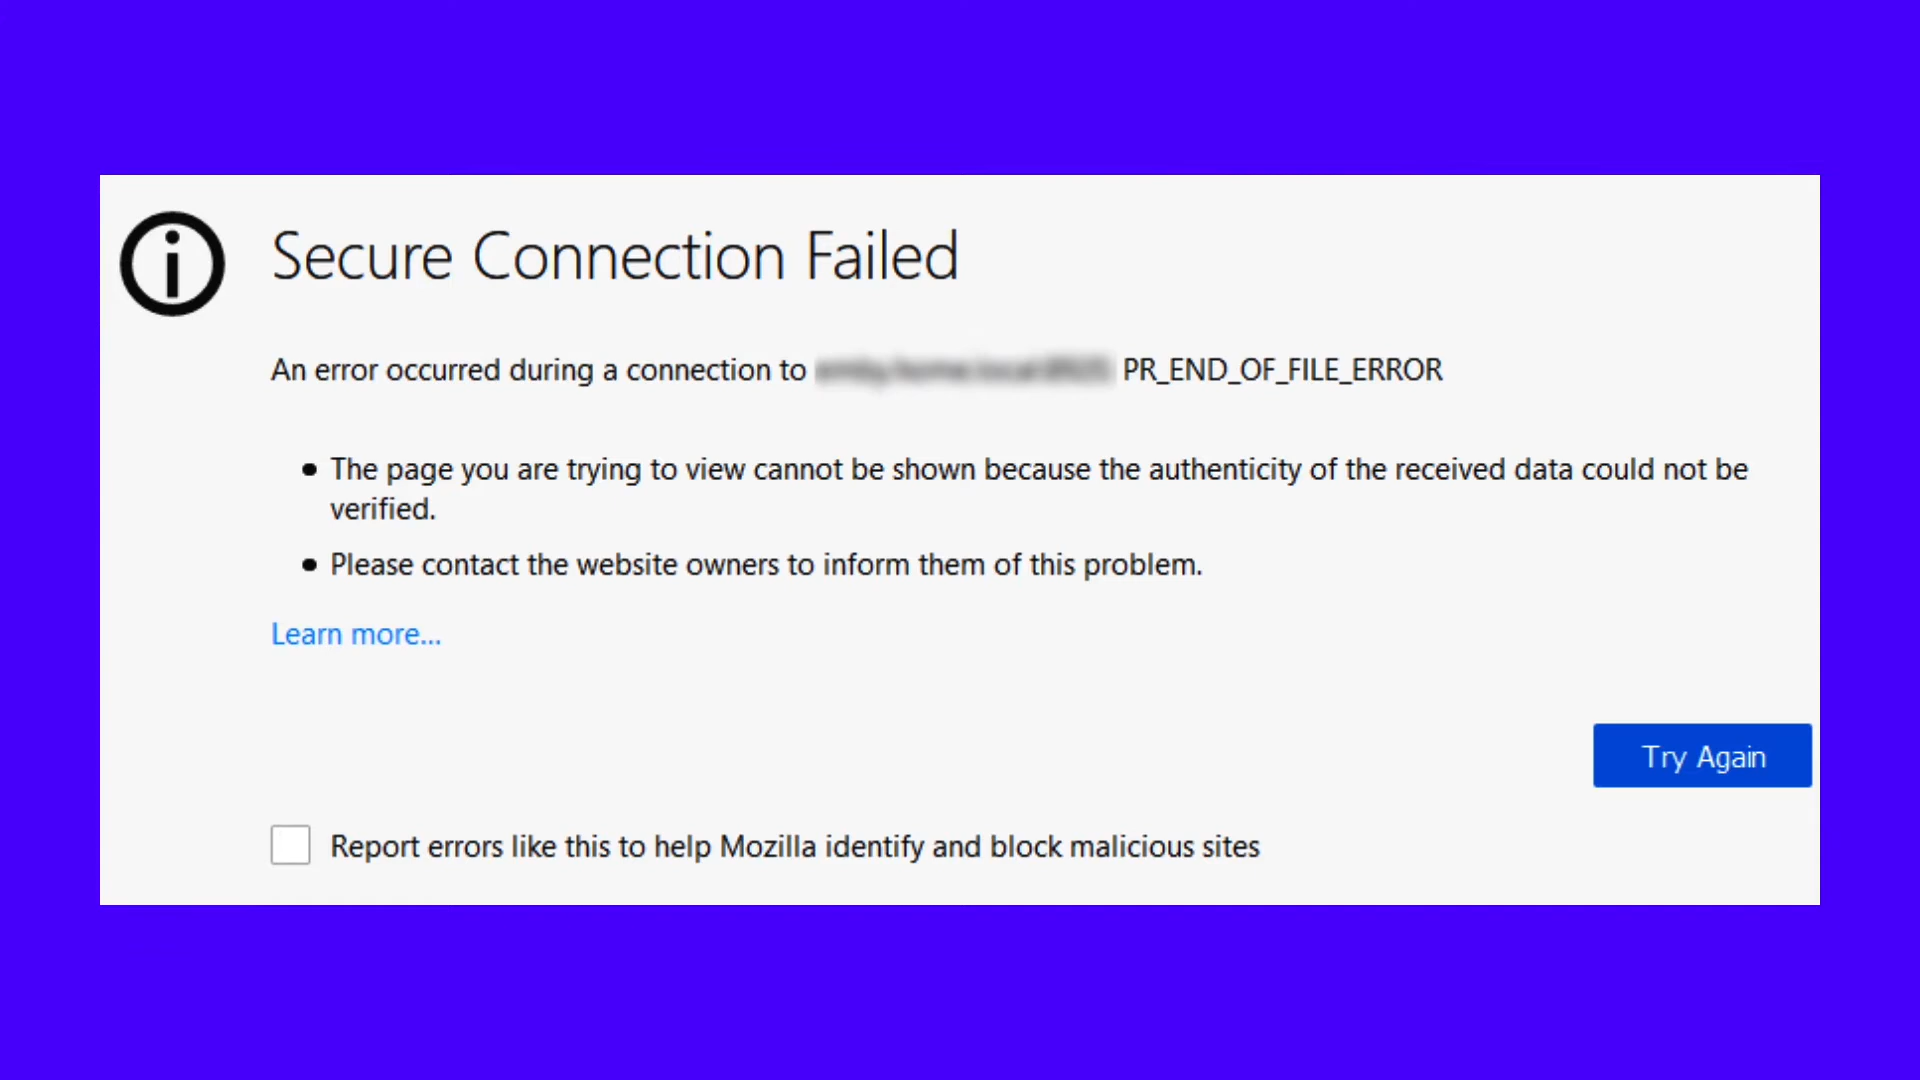 Secure Connection Failed
An error occurred during a connection to PR_END_OF_FILE_ERROR
The page you are trying to view cannot be shown because the authenticity of the received data could not be
verified.
Please contact the website owners to inform them of this problem.
Learn more...
Try Again
Report errors like this to help Mozilla identify and block malicious sites